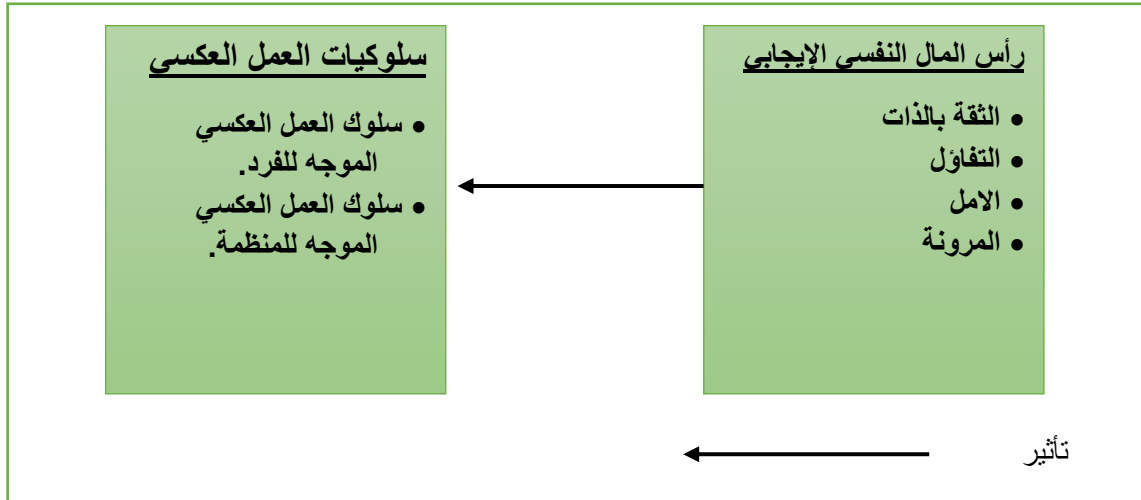 رأس المال النفسي الإيجابي
• الثقة بالذات
• التفاؤل
• الامل
• المرونة
سلوكيات العمل العكسي
• سلوك العمل العكسي
الموجه للفرد.
• سلوك العمل العكسي
الموجه للمنظمة.
تأثير